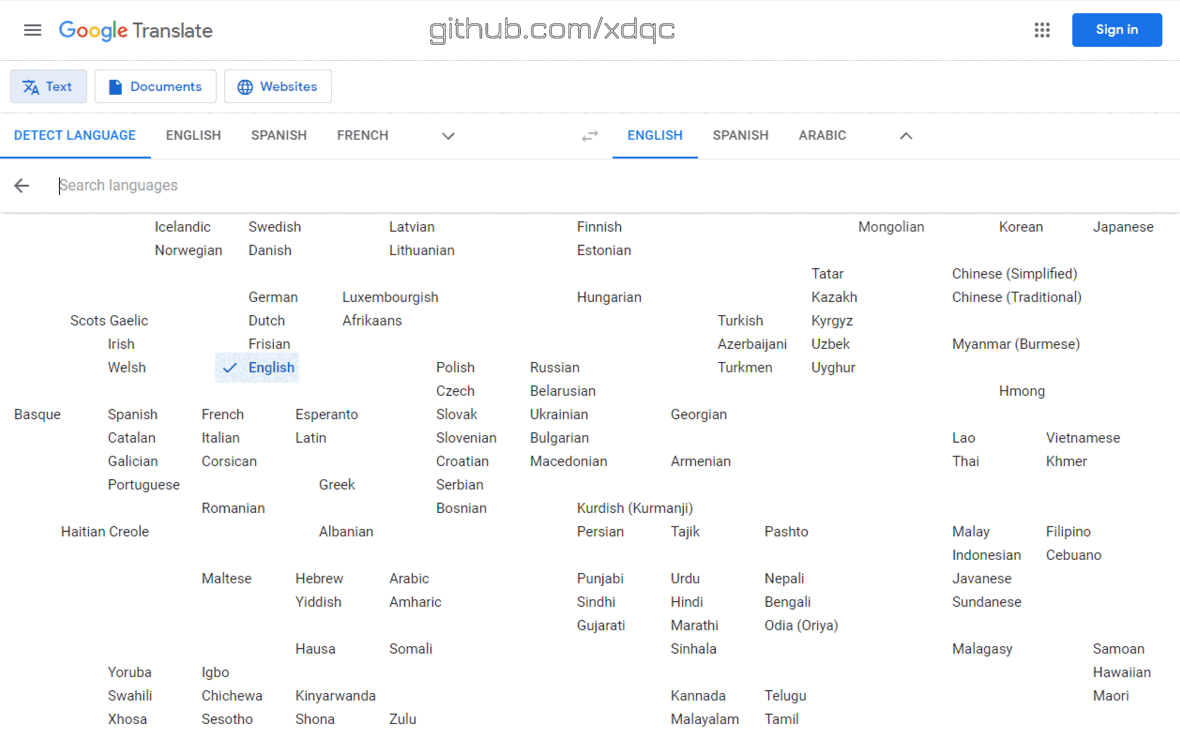 Google Translate github.com/xdqc Sign in
Text Documents Websites
DETECT LANGUAGE ENGLISH SPANISH FRENCH ENGLISH SPANISH ARABIC
Search languages
Icelandic Swedish Latvian Finnish Mongolian Korean Japanese
Norwegian Danish Lithuanian Estonian
Tatar Chinese (Simplified)
German Luxembourgish Hungarian Kazakh Chinese (Traditional)
Scots Gaelic Dutch Afrikaans Turkish Kyrgyz
Irish Frisian Azerbaijani Uzbek Myanmar (Burmese)
Welsh English Polish Russian Turkmen Uyghur
Czech Belarusian Hmong
Basque Spanish French Esperanto Slovak Ukrainian Georgian
Catalan Italian Latin Slovenian Bulgarian Lao Vietnamese
Galician Corsican Croatian Macedonian Armenian Thai Khmer
Portuguese Greek Serbian
Romanian Bosnian Kurdish (Kurmanji)
Haitian Creole Albanian Persian Tajik Pashto Malay Filipino
Indonesian Cebuano
Maltese Hebrew Arabic Punjabi Urdu Nepali Javanese
Yiddish Amharic Sindhi Hindi Bengali Sundanese
Gujarati Marathi Odia (Oriya)
Hausa Somali Sinhala Malagasy Samoan
Yoruba Igbo Hawaiian
Swahili Chichewa Kinyarwanda Kannada Telugu Maori
Xhosa Sesotho Shona Zulu Malayalam Tamil